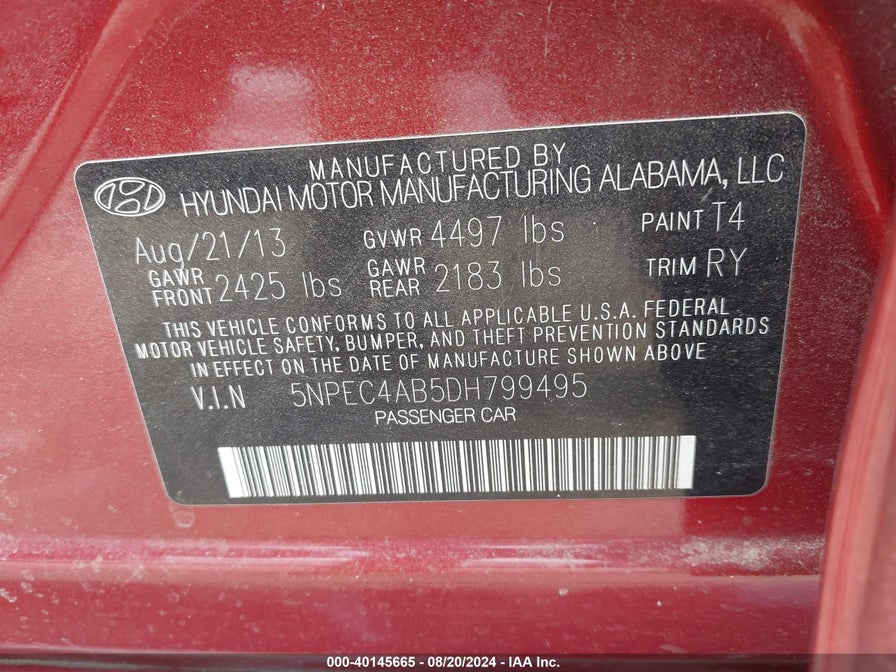 MANUFACTURED BY
HYUNDAI MOTOR MANUFACTURING ALABAMA, LLC
Aug/21/13 GVWR 4497 lbs PAINT T4
GAWR FRONT 2425 lbs GAWR REAR 2183 lbs TRIM RY
THIS VEHICLE CONFORMS TO ALL APPLICABLE U.S.A. FEDERAL
MOTOR VEHICLE SAFETY, BUMPER, AND THEFT PREVENTION STANDARDS
IN EFFECT ON THE DATE OF MANUFACTURE SHOWN ABOVE
V.I.N 5NPEC4AB5DH799495
PASSENGER CAR
000-40145665 - 08/20/2024 - IAA Inc.